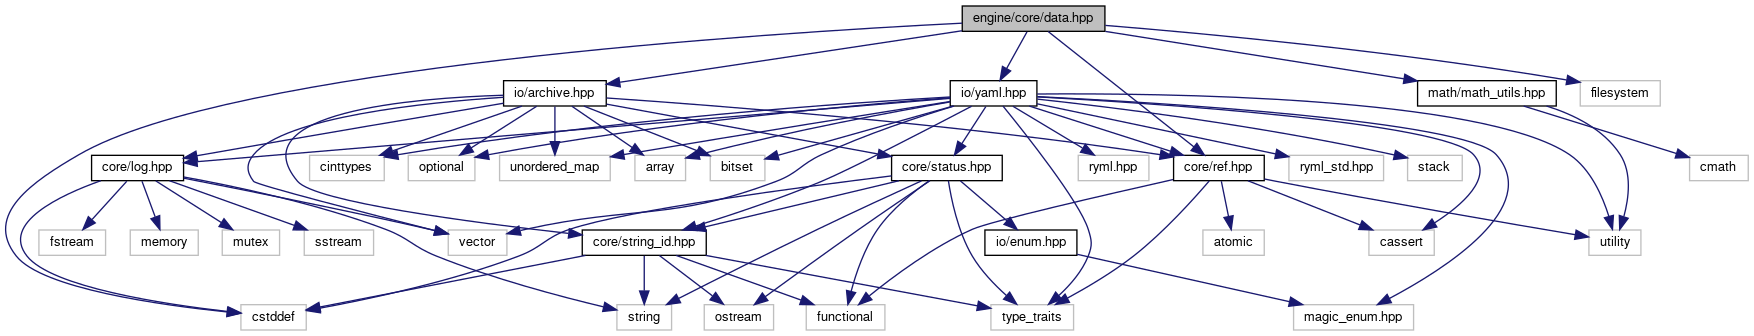 engine/core/data.hpp
io/archive.hpp
io/yaml.hpp
math/math_utils.hpp
filesystem
core/log.hpp
cinttypes
optional
unordered_map
array
bitset
core/status.hpp
ryml.hpp
core/ref.hpp
ryml_std.hpp
stack
cmath
fstream
memory
mutex
sstream
vector
core/string_id.hpp
io/enum.hpp
atomic
cassert
utility
cstddef
string
ostream
functional
type_traits
magic_enum.hpp